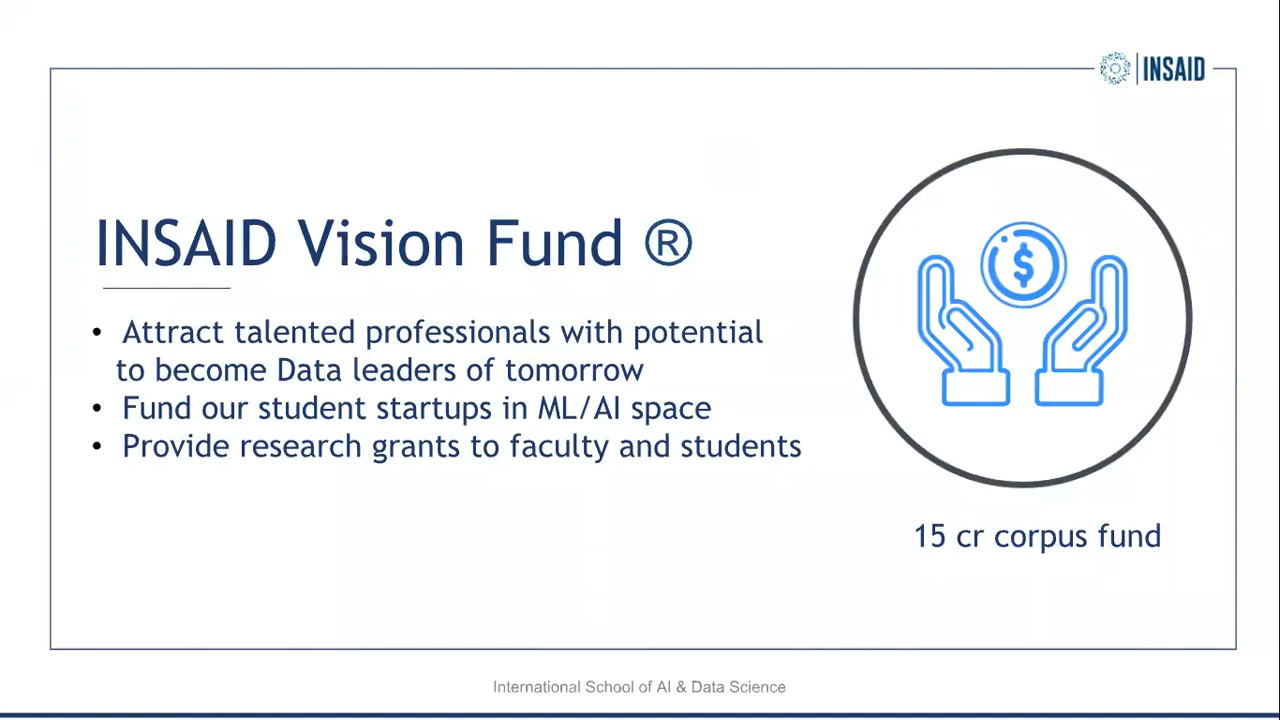 INSAID
INSAID Vision Fund ®
• Attract talented professionals with potential
to become Data leaders of tomorrow
• Fund our student startups in ML/AI space
• Provide research grants to faculty and students
$
15 cr corpus fund
International School of AI & Data Science